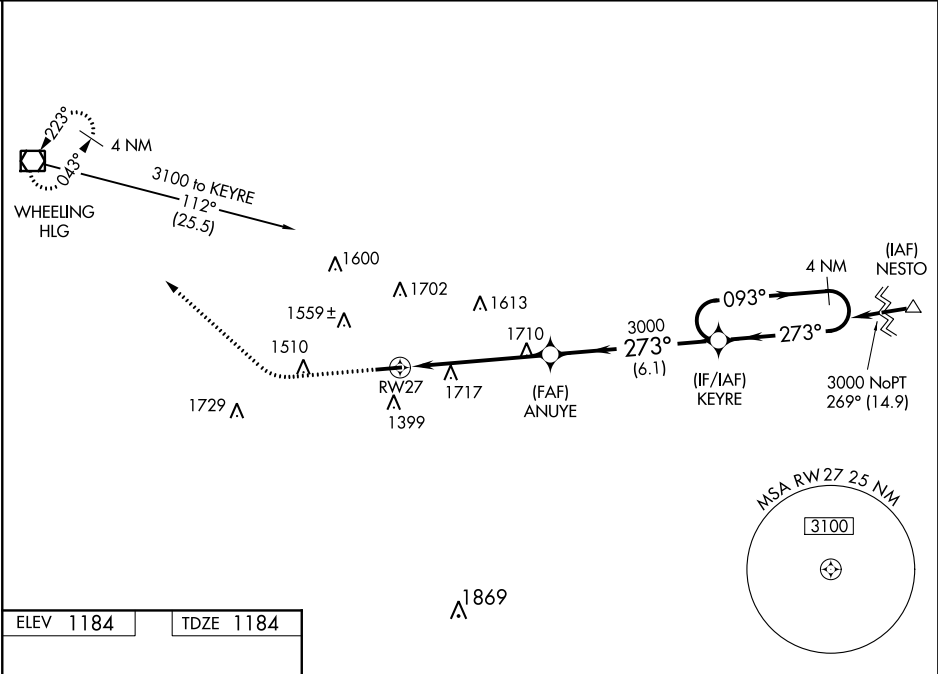 223°
043°
4 NM
WHEELING
HLG
3100 to KEYRE
112°
(25.5)
1600
1702
1613
1559 ±
1510
1710
RW27
1717
1729
1399
(FAF)
ANUYE
3000
273°
(6.1)
093°
4 NM
273°
(IF/IAF)
KEYRE
(IAF)
NESTO
3000 NoPT
269° (14.9)
MSA RW27 25 NM
3100
1869
ELEV 1184
TDZE 1184